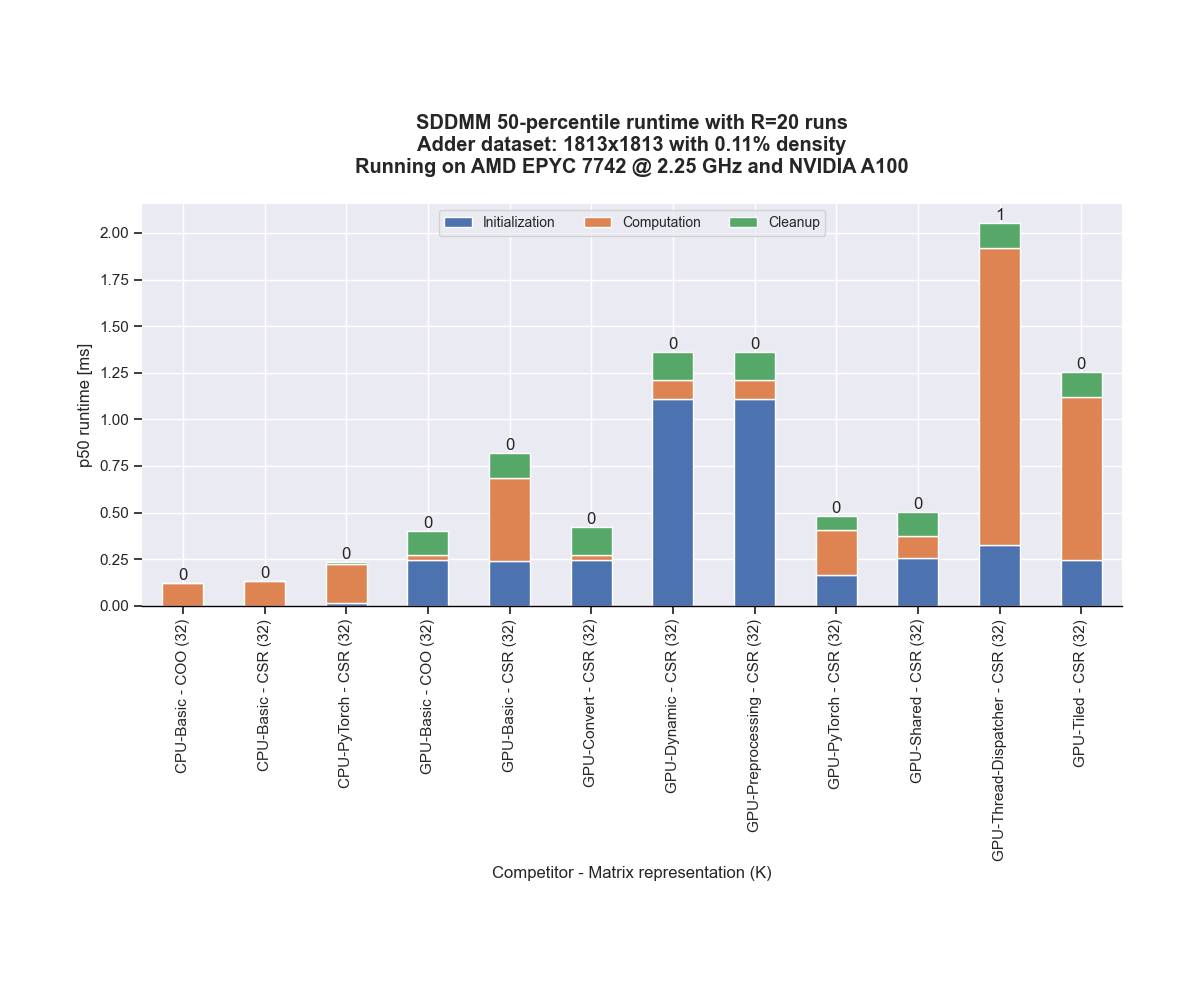 SDDMM 50-percentile runtime with R=20 runs
Adder dataset: 1813x1813 with 0.11% density
Running on AMD EPYC 7742 @ 2.25 GHz and NVIDIA A100
Initialization
Computation
Cleanup
p50 runtime [ms]
2.00
1.75
1.50
1.25
1.00
0.75
0.50
0.25
0.00
0
0
0
0
0
0
0
0
0
0
1
0
CPU-Basic - COO (32)
CPU-Basic - CSR (32)
CPU-PyTorch - CSR (32)
GPU-Basic - COO (32)
GPU-Basic - CSR (32)
GPU-Convert - CSR (32)
GPU-Dynamic - CSR (32)
GPU-Preprocessing - CSR (32)
GPU-PyTorch - CSR (32)
GPU-Shared - CSR (32)
GPU-Thread-Dispatcher - CSR (32)
GPU-Tiled - CSR (32)
Competitor - Matrix representation (K)